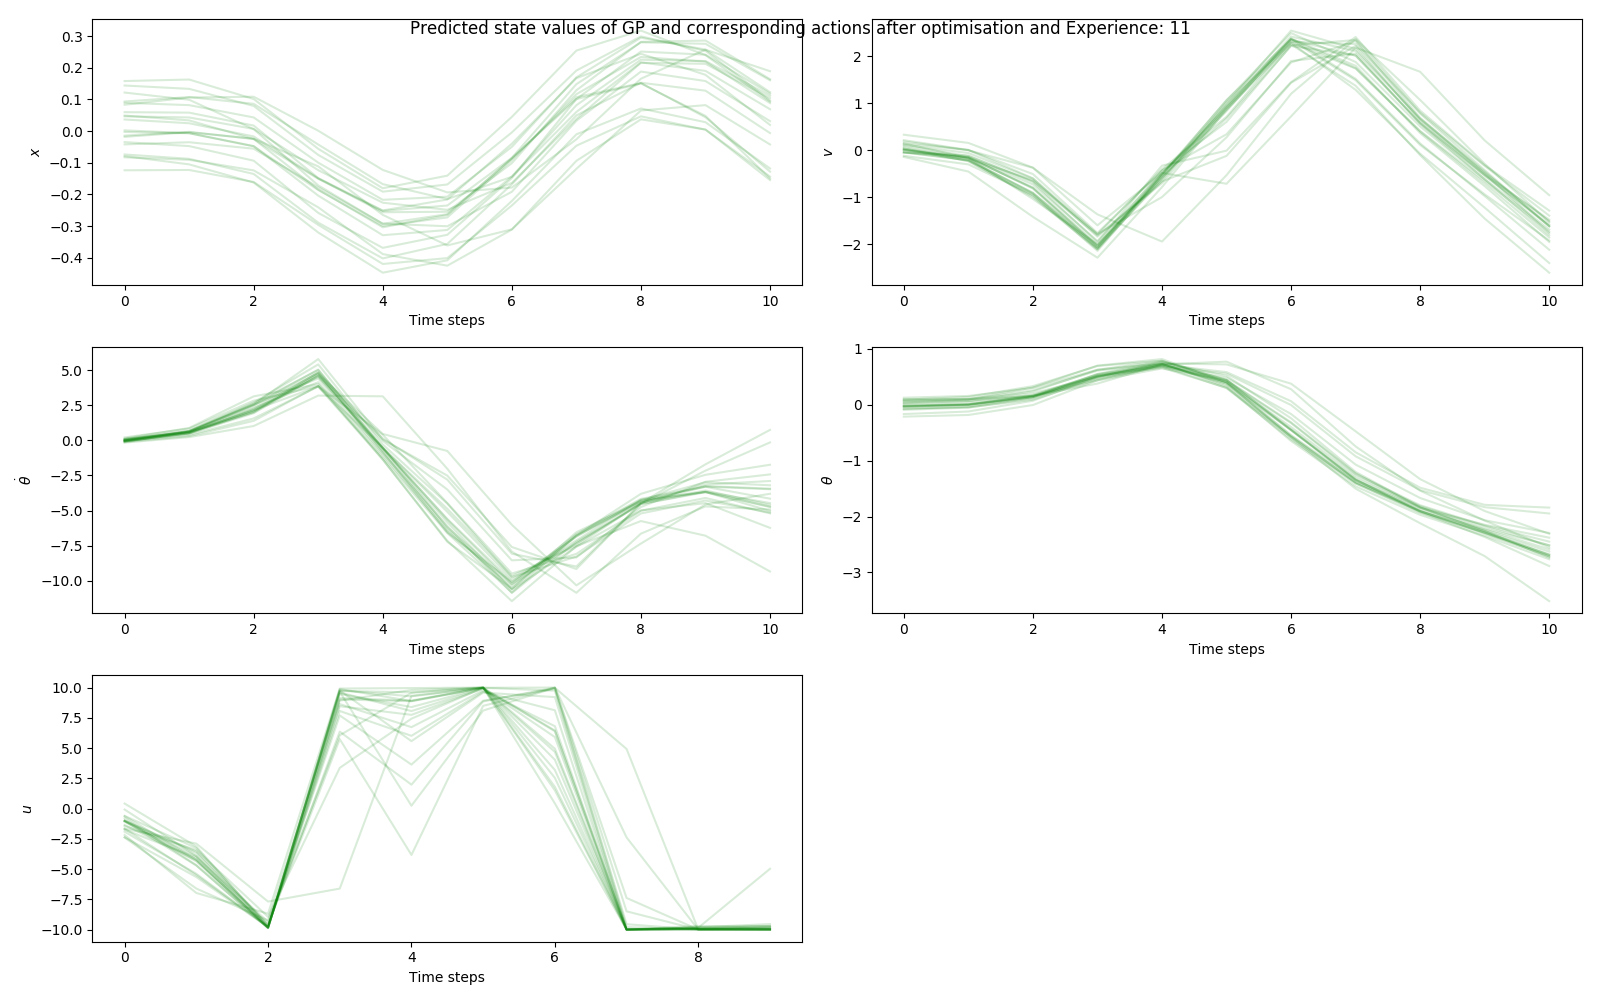 Predicted state values of GP and corresponding actions after optimisation and Experience: 11
0.3
0.2
0.1
0.0
−0.1
−0.2
−0.3
−0.4
x
0 2 4 6 8 10
Time steps
2
1
0
−1
−2
v
0 2 4 6 8 10
Time steps
5.0
2.5
0.0
−2.5
−5.0
−7.5
−10.0
θ̇
0 2 4 6 8 10
Time steps
1
0
−1
−2
−3
θ
0 2 4 6 8 10
Time steps
10.0
7.5
5.0
2.5
0.0
−2.5
−5.0
−7.5
−10.0
u
0 2 4 6 8
Time steps